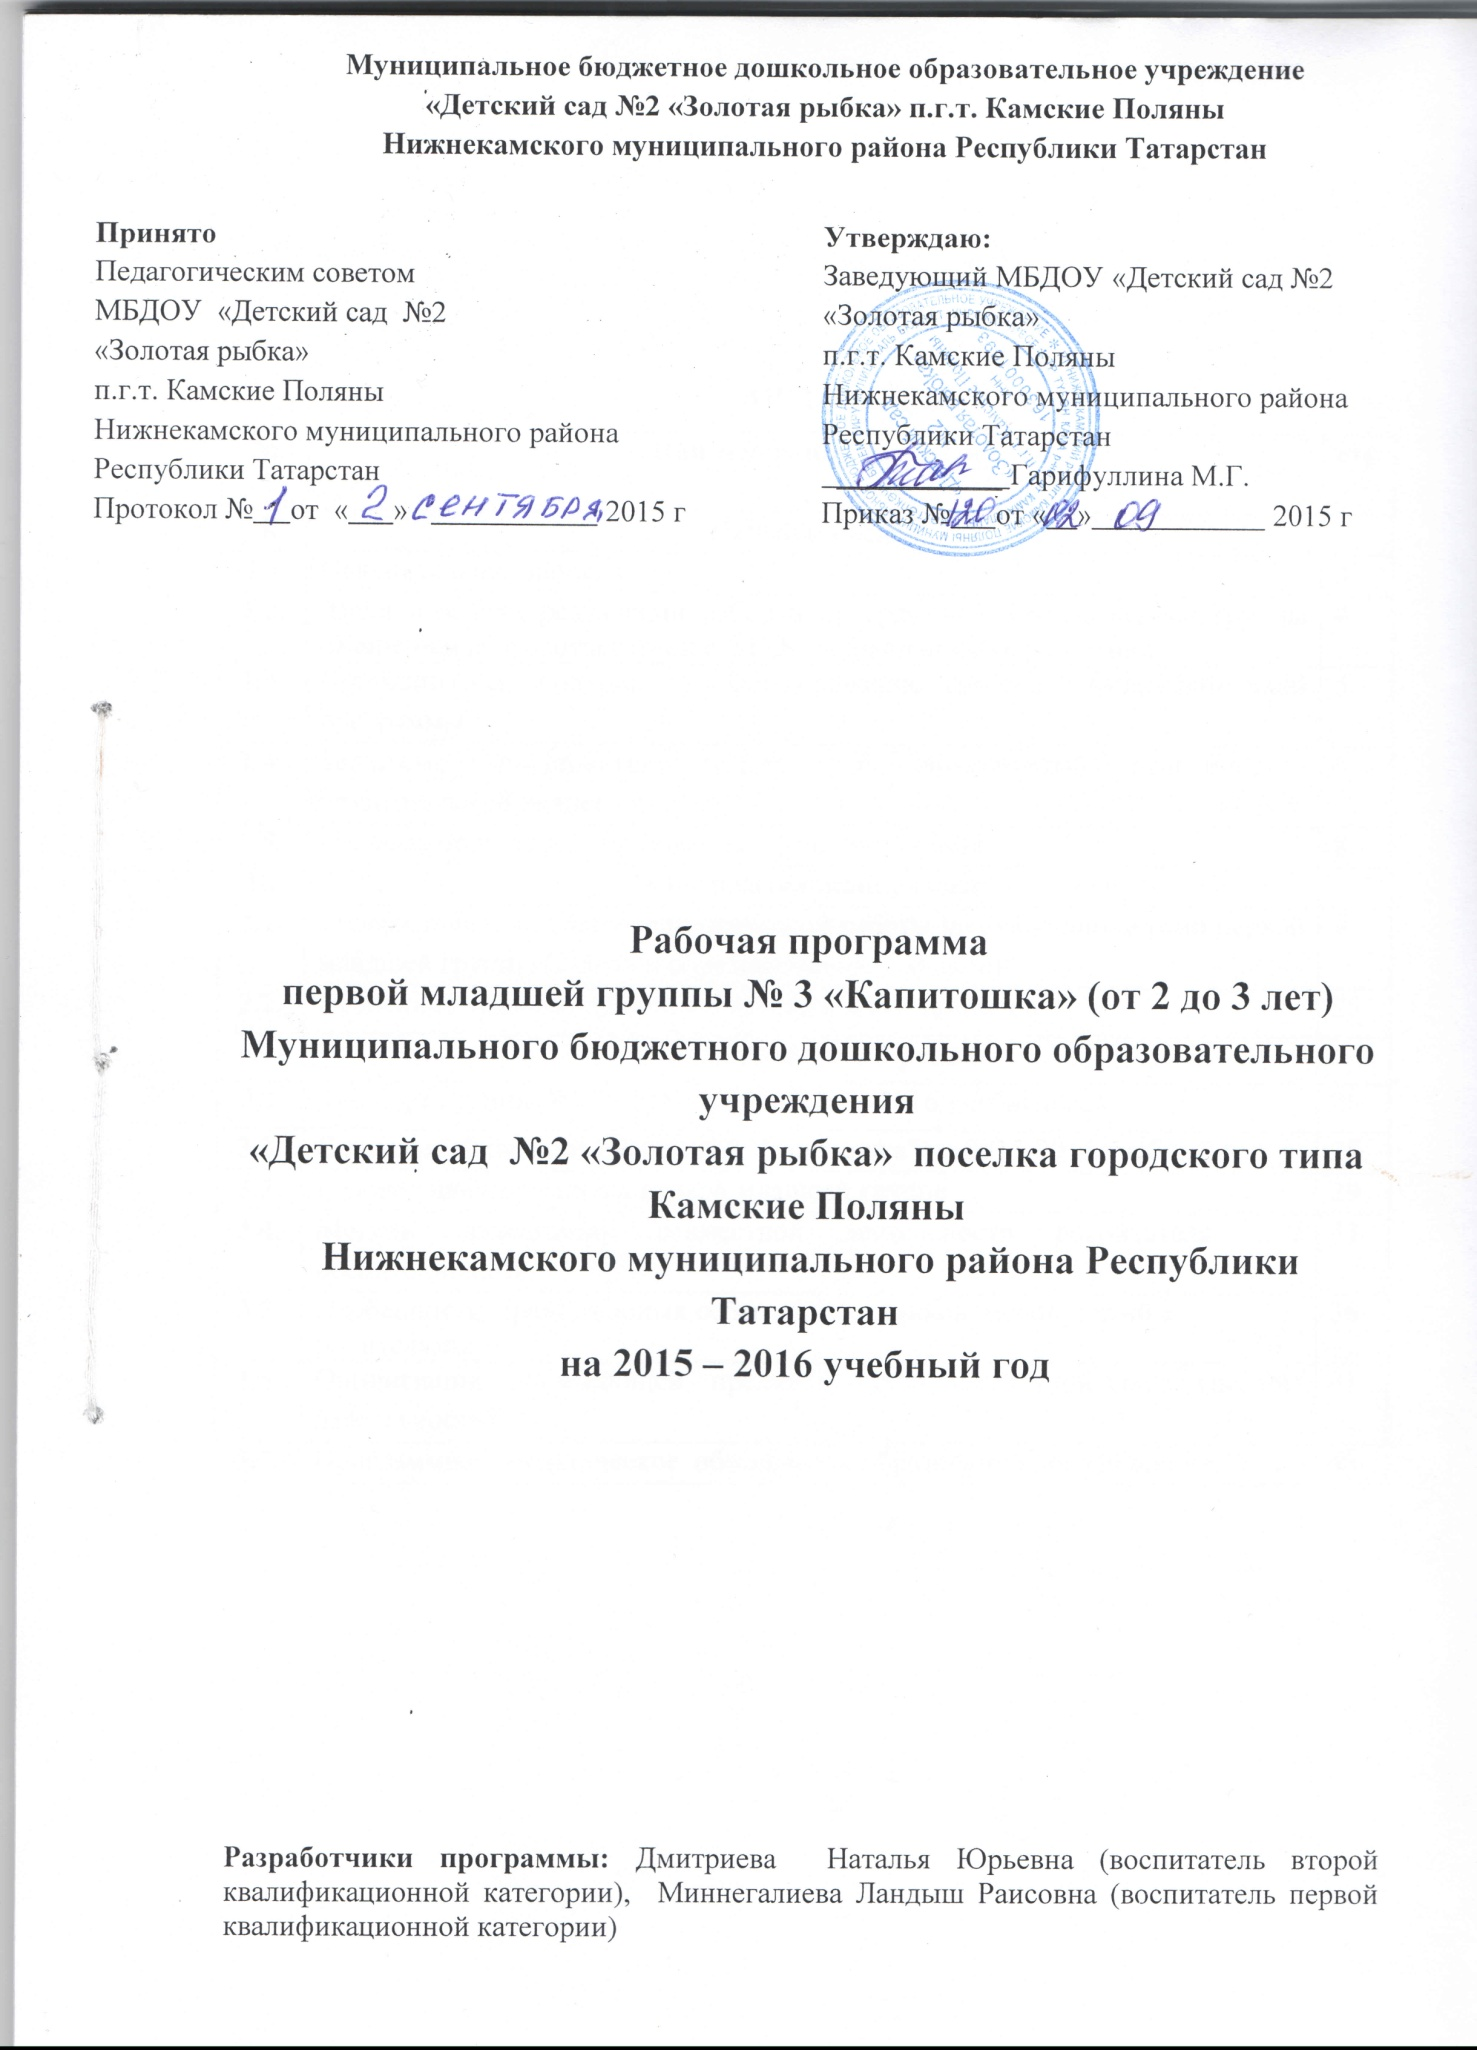 Муниципальное бюджетное дошкольное образовательное учреждение
«Детский сад №2 «Золотая рыбка» п.г.т. Камские Поляны
Нижнекамского муниципального района Республики Татарстан
Принято
Педагогическим советом
МБДОУ «Детский сад №2
«Золотая рыбка»
п.г.т. Камские Поляны
Нижнекамского муниципального района
Республики Татарстан
Протокол № 1 от «2» сентября 2015 г
Утверждаю:
Заведующий МБДОУ «Детский сад №2
«Золотая рыбка»
п.г.т. Камские Поляны
Нижнекамского муниципального района
Республики Татарстан
____________Гарифуллина М.Г.
Приказ № 120 от «02» 09 2015 г
Рабочая программа
первой младшей группы № 3 «Капитошка» (от 2 до 3 лет)
Муниципального бюджетного дошкольного образовательного
учреждения
«Детский сад №2 «Золотая рыбка» поселка городского типа
Камские Поляны
Нижнекамского муниципального района Республики
Татарстан
на 2015 – 2016 учебный год
Разработчики программы: Дмитриева Наталья Юрьевна (воспитатель второй
квалификационной категории), Миннегалиева Ландыш Раисовна (воспитатель первой
квалификационной категории)